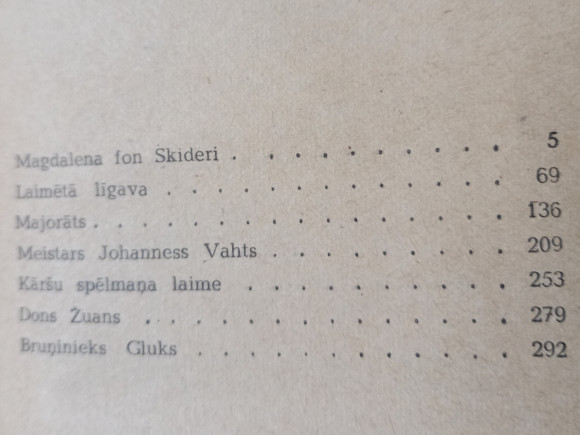 Magdalena fon Skideri . . . . . . . . . . 5
Laimētā līgava . . . . . . . . . . . . . 69
Majorāts . . . . . . . . . . . . . . . . 136
Meistars Johanness Vahts . . . . . . . . . 209
Kāršu spēlmaņa laime . . . . . . . . . . 253
Dons Žuans . . . . . . . . . . . . . . 279
Bruņinieks Gluks . . . . . . . . . . . . 292